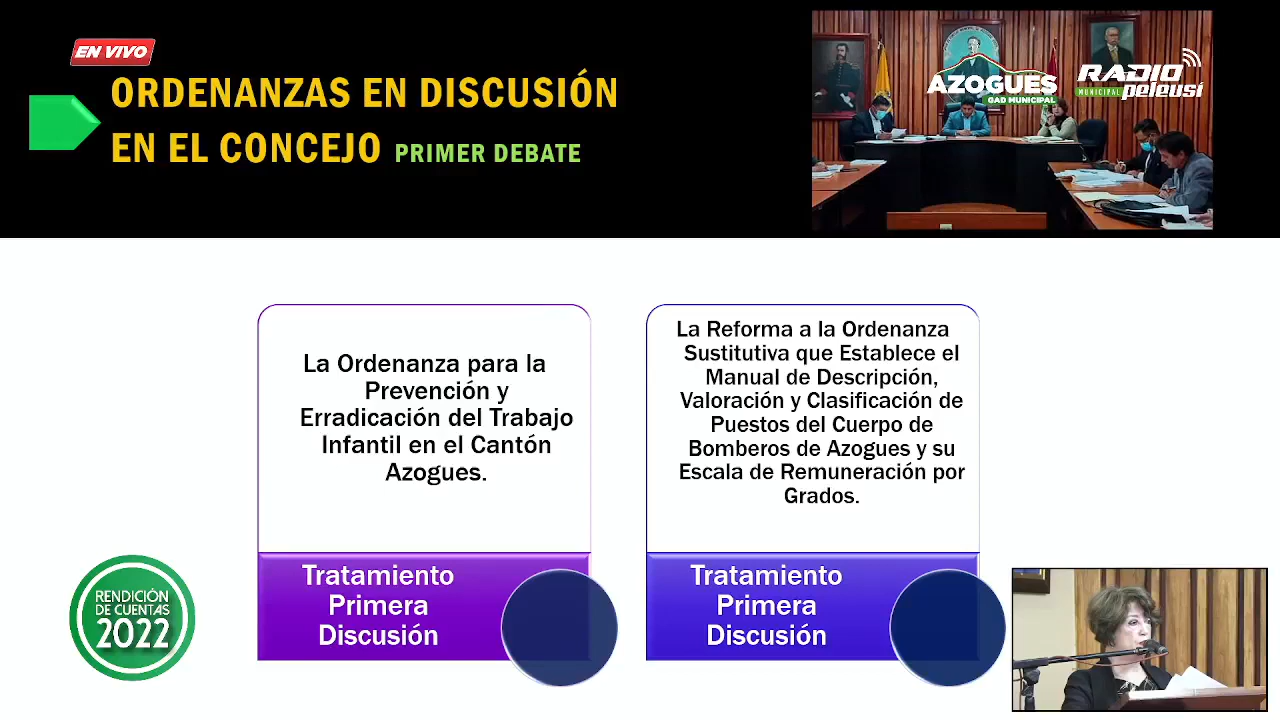 EN VIVO
ORDENANZAS EN DISCUSIÓN
EN EL CONCEJO PRIMER DEBATE
AZOGUES
GAD MUNICIPAL
RADIO
MUNICIPAL peleusí
La Ordenanza para la
Prevención y
Erradicación del Trabajo
Infantil en el Cantón
Azogues.
Tratamiento
Primera
Discusión
La Reforma a la Ordenanza
Sustitutiva que Establece el
Manual de Descripción,
Valoración y Clasificación de
Puestos del Cuerpo de
Bomberos de Azogues y su
Escala de Remuneración por
Grados.
Tratamiento
Primera
Discusión
RENDICIÓN
DE CUENTAS
2022